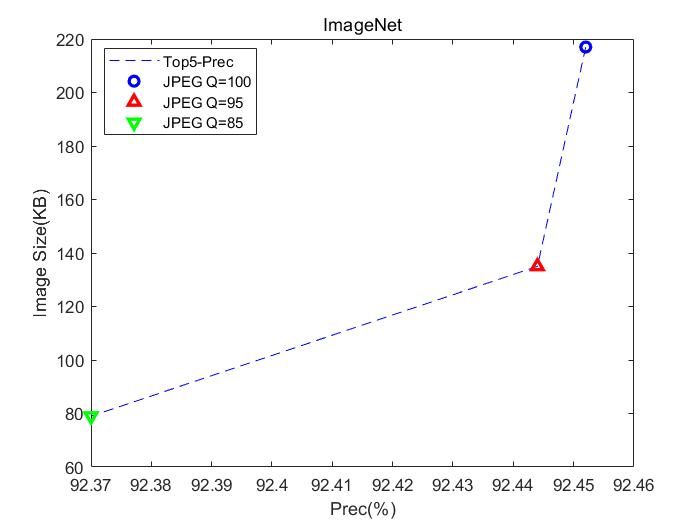 ImageNet
Top5-Prec
JPEG Q=100
JPEG Q=95
JPEG Q=85
220
200
180
160
140
120
100
80
60
Image Size(KB)
92.37 92.38 92.39 92.4 92.41 92.42 92.43 92.44 92.45 92.46
Prec(%)